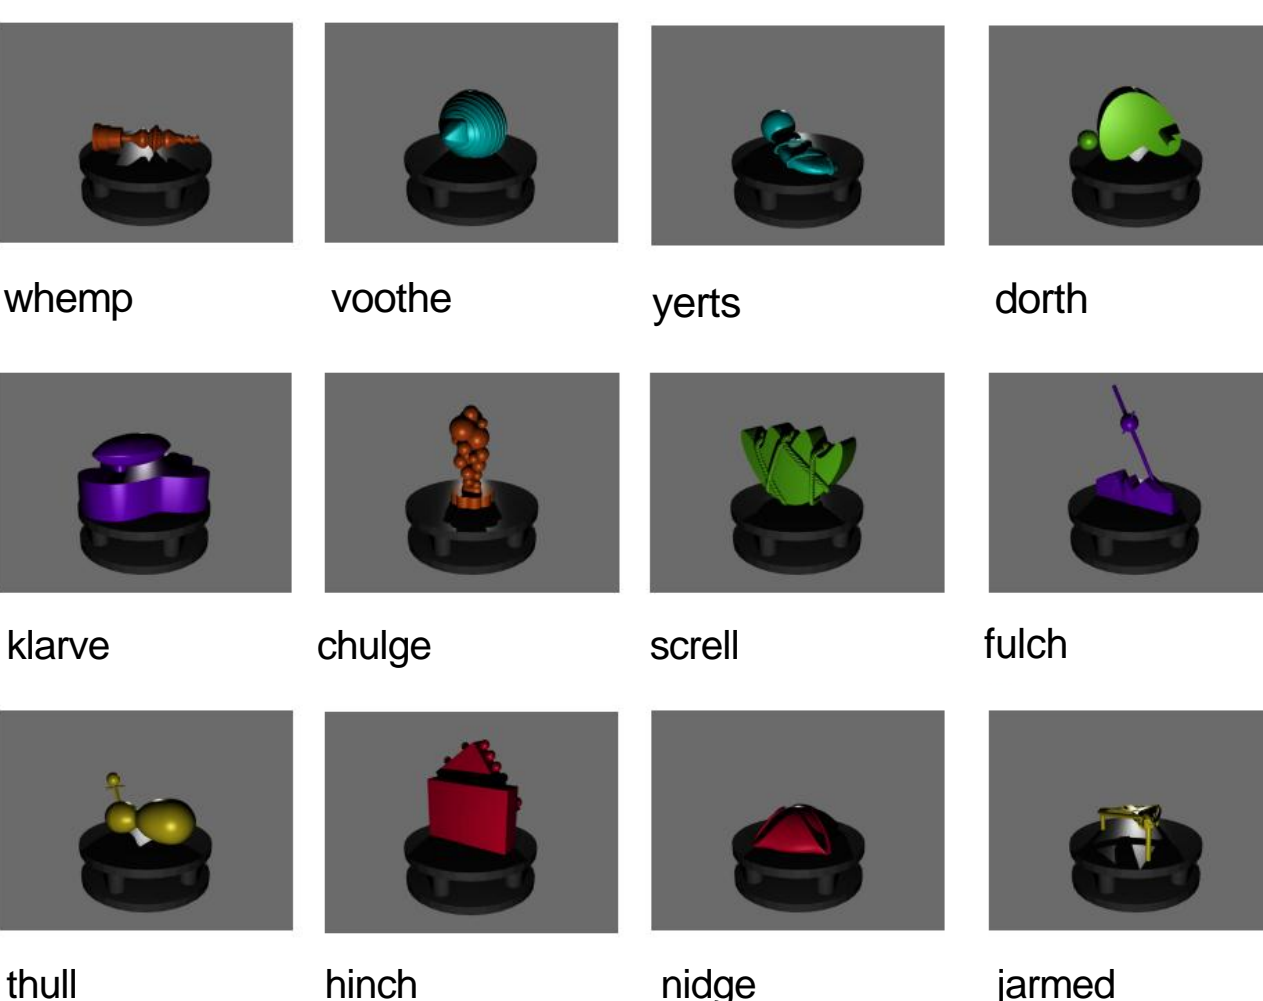 whemp voothe yerts dorth
klarve chulge screll fulch
thull hinch nidge jarmed